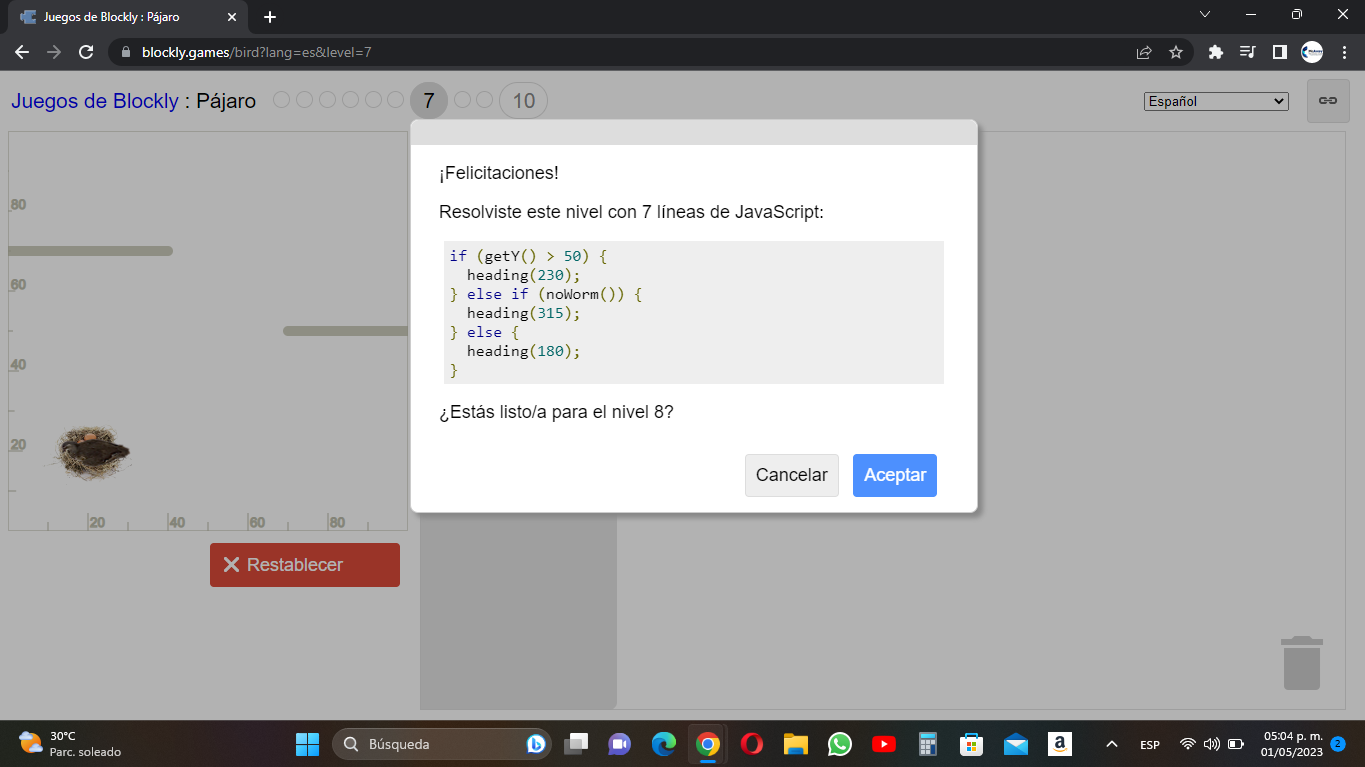 Juegos de Blockly : Pájaro
blockly.games/bird?lang=es&level=7
Juegos de Blockly : Pájaro
7
10
Español
¡Felicitaciones!
Resolviste este nivel con 7 líneas de JavaScript:
if (getY() > 50) {
heading(230);
} else if (noWorm()) {
heading(315);
} else {
heading(180);
}
¿Estás listo/a para el nivel 8?
Cancelar
Aceptar
80
60
40
20
20
40
60
80
Restablecer
30°C
Parc. soleado
Búsqueda
a
ESP
05:04 p. m.
01/05/2023
2